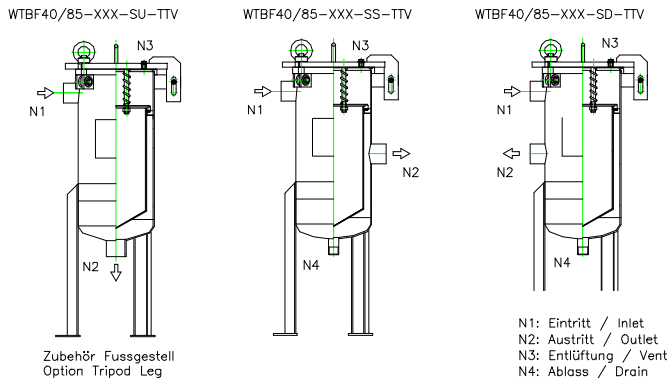 WTBF40/85-XXX-SU-TTV
WTBF40/85-XXX-SS-TTV
WTBF40/85-XXX-SD-TTV
N3
N3
N3
N1
N1
N1
N2
N2
N2
N4
N4
Zubehör Fussgestell
Option Tripod Leg
N1: Eintritt / Inlet
N2: Austritt / Outlet
N3: Entlüftung / Vent
N4: Ablass / Drain